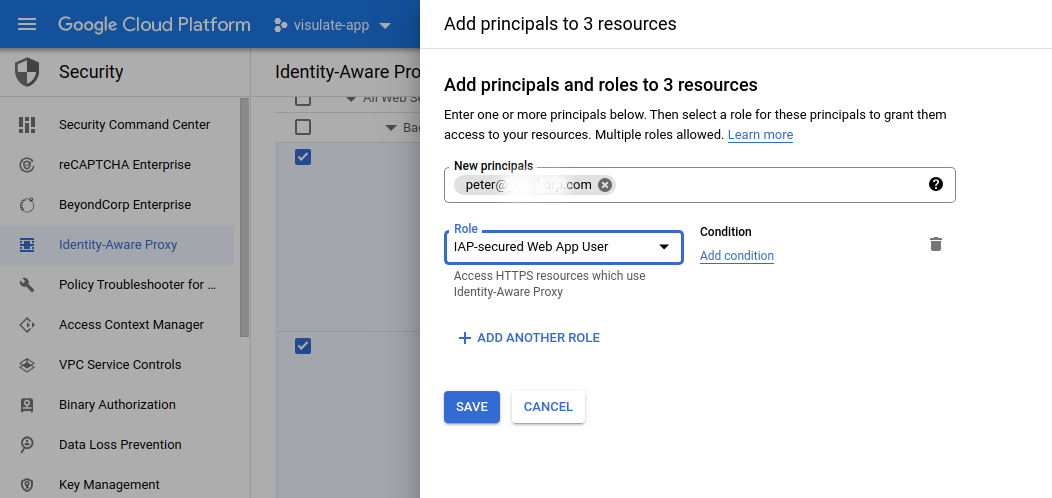 Google Cloud Platform
visulate-app
Security
Security Command Center
reCAPTCHA Enterprise
BeyondCorp Enterprise
Identity-Aware Proxy
Policy Troubleshooter for ...
Access Context Manager
VPC Service Controls
Binary Authorization
Data Loss Prevention
Key Management
Identity-Aware Pro
All Web Se
Bac
Add principals to 3 resources
Add principals and roles to 3 resources
Enter one or more principals below. Then select a role for these principals to grant them
access to your resources. Multiple roles allowed. Learn more
New principals
peter@ .com
Role
IAP-secured Web App User
Condition
Add condition
Access HTTPS resources which use
Identity-Aware Proxy
ADD ANOTHER ROLE
SAVE
CANCEL